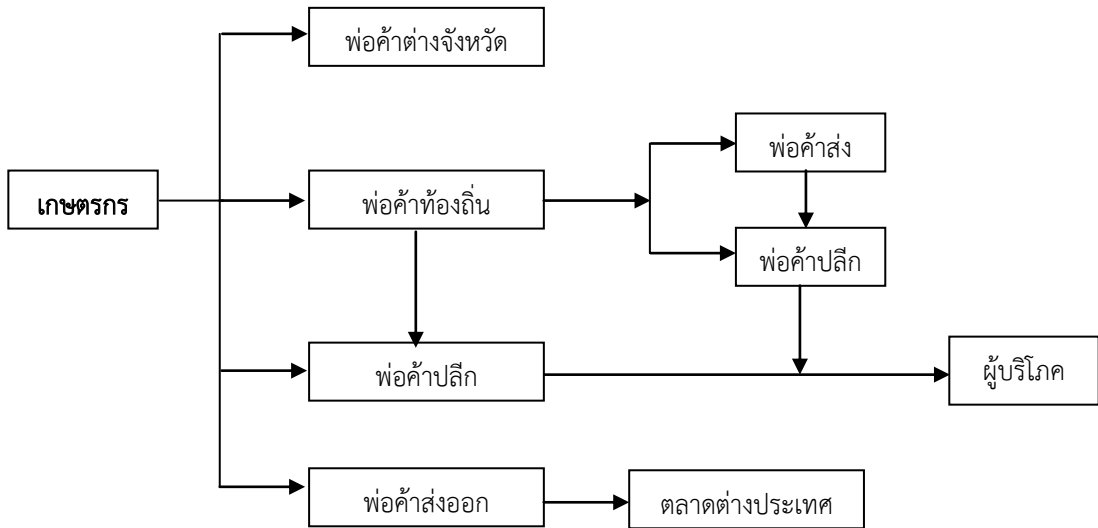 พ่อค้าต่างจังหวัด
พ่อค้าส่ง
เกษตรกร
พ่อค้าท้องถิ่น
พ่อค้าปลีก
พ่อค้าปลีก
ผู้บริโภค
พ่อค้าส่งออก
ตลาดต่างประเทศ